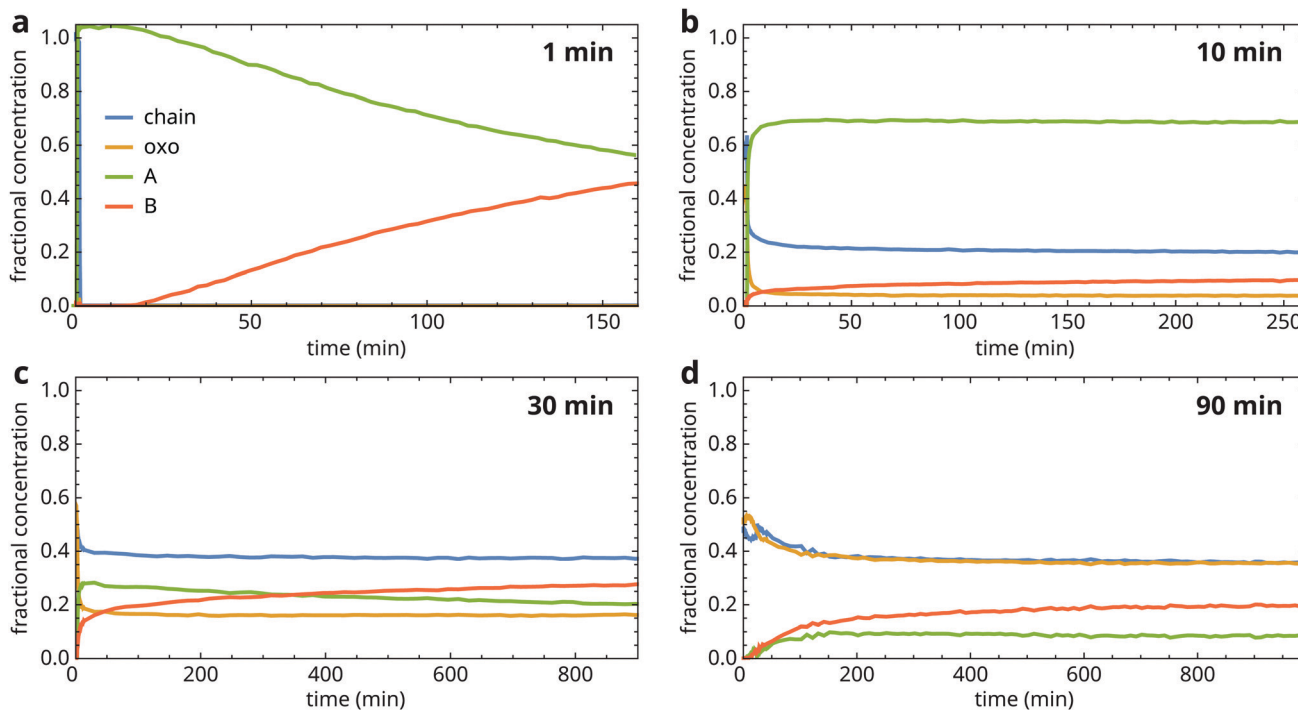 a
1 min
fractional concentration
1.0
0.8
0.6
0.4
0.2
0.0
chain
oxo
A
B
0 50 100 150
time (min)
b
10 min
fractional concentration
1.0
0.8
0.6
0.4
0.2
0.0
0 50 100 150 200 250
time (min)
c
30 min
fractional concentration
1.0
0.8
0.6
0.4
0.2
0.0
0 200 400 600 800
time (min)
d
90 min
fractional concentration
1.0
0.8
0.6
0.4
0.2
0.0
0 200 400 600 800
time (min)